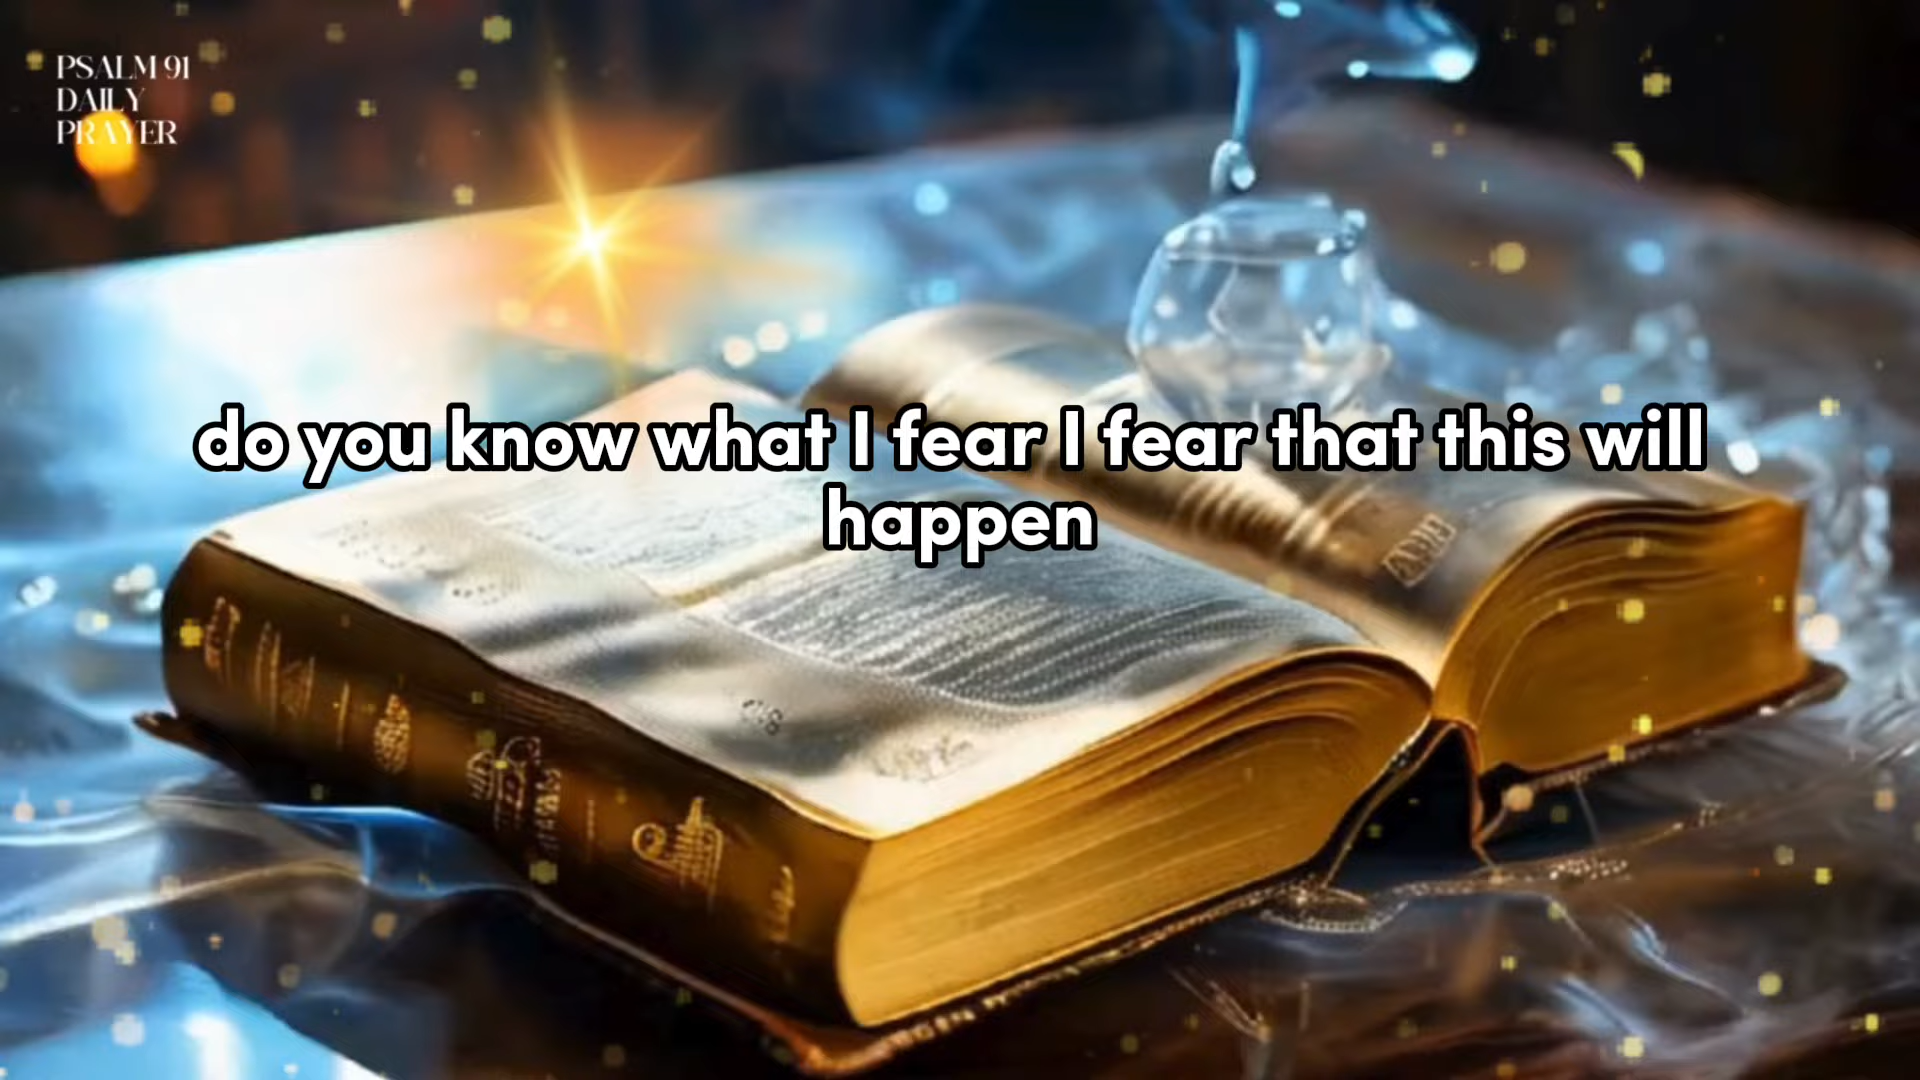 PSALM 91
DAILY
PRAYER
do you know what I fear I fear that this will
happen